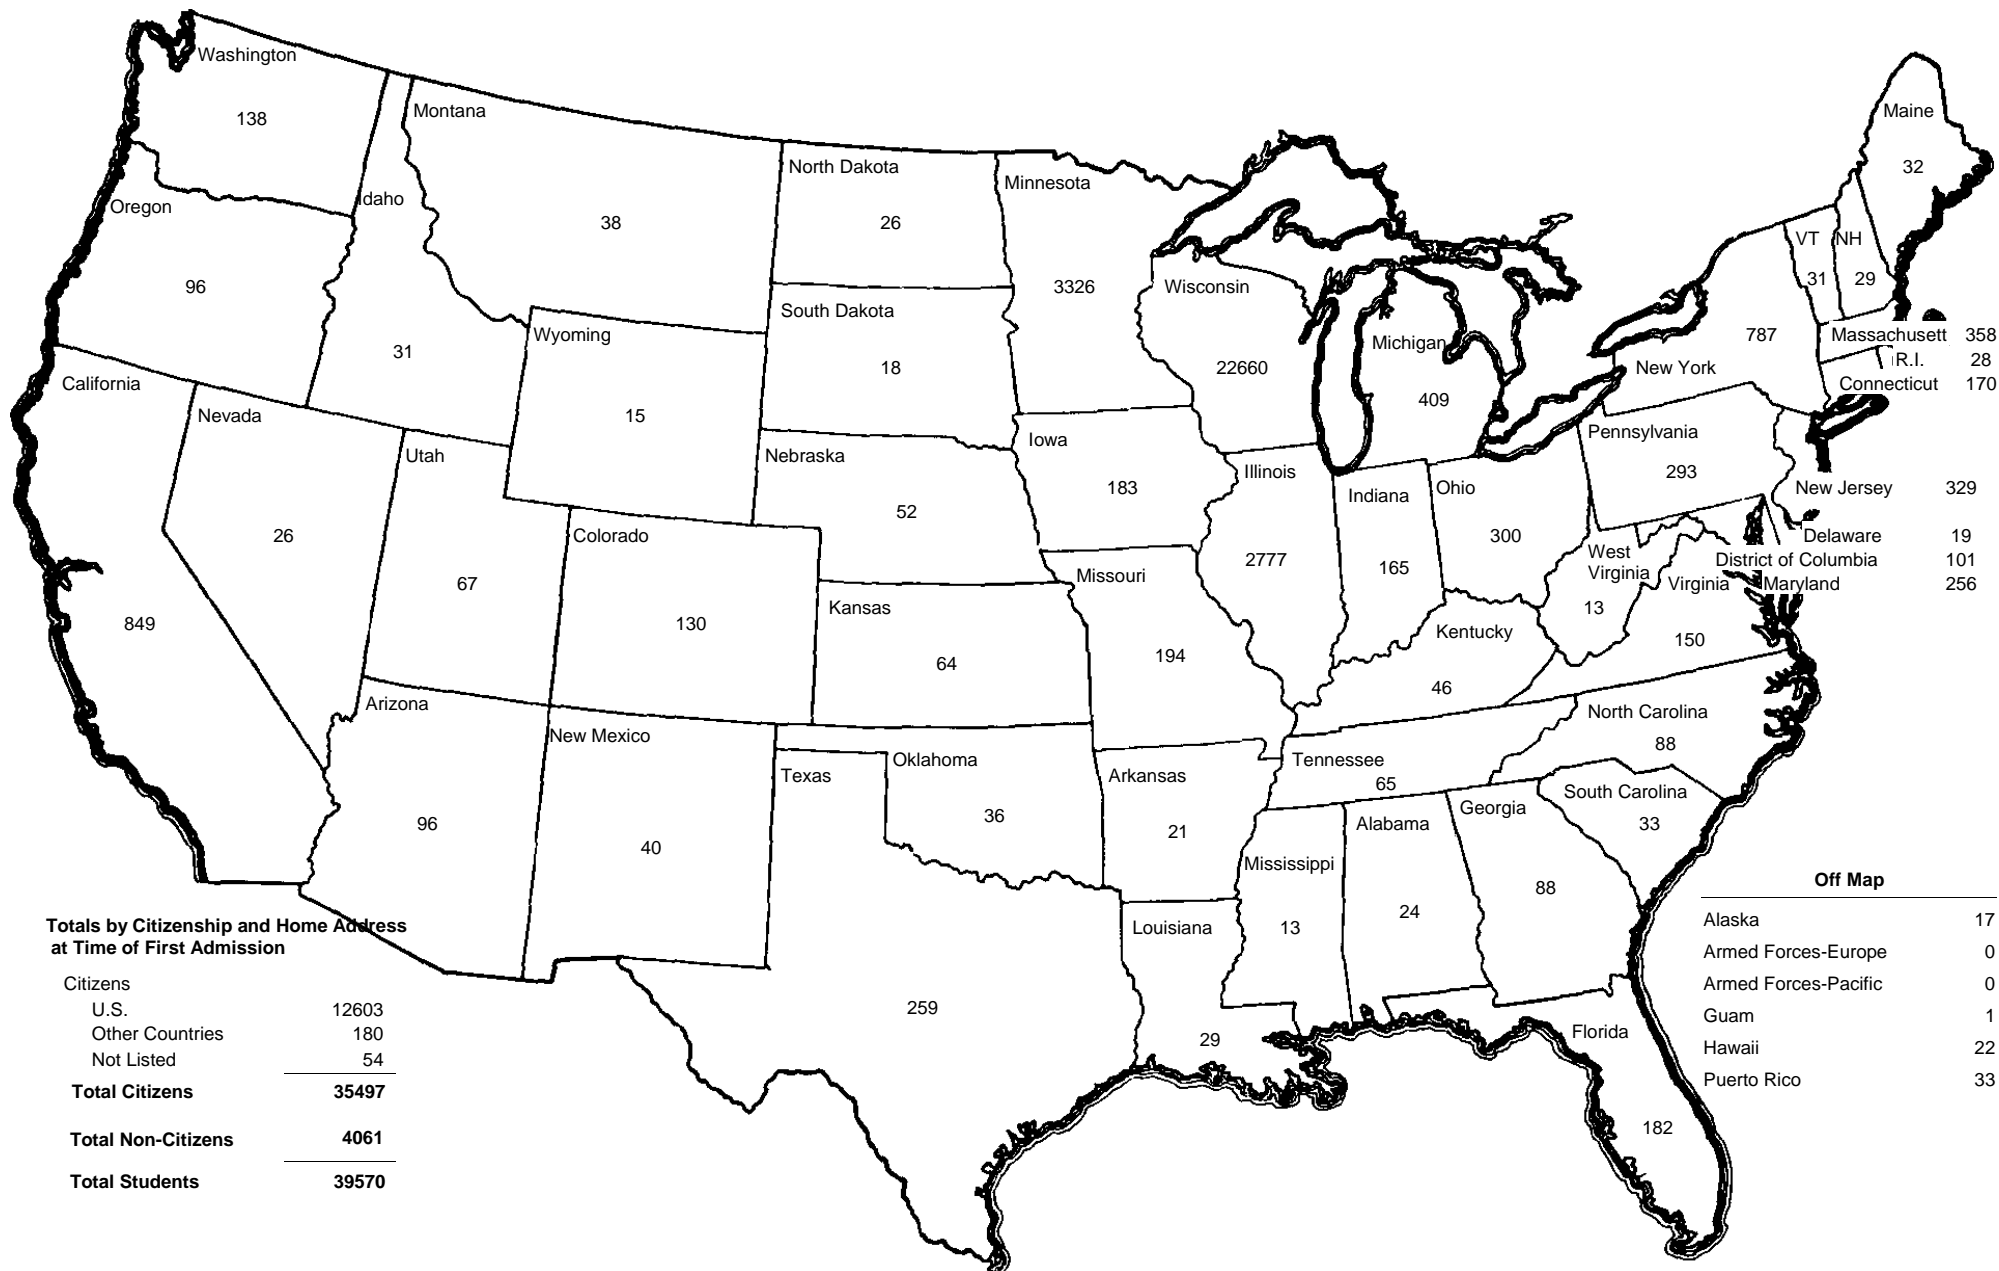 Washington
138
Montana
38
Idaho
31
Oregon
96
North Dakota
26
Minnesota
3326
South Dakota
18
Wyoming
15
Wisconsin
22660
Michigan
409
Maine
32
VT
31
NH
29
New York
787
Massachusett 358
R.I. 28
Connecticut 170
California
849
Nevada
26
Utah
67
Colorado
130
Nebraska
52
Iowa
183
Illinois
2777
Indiana
165
Ohio
300
Pennsylvania
293
New Jersey 329
Delaware 19
District of Columbia 101
Maryland 256
West
Virginia
13
Virginia
150
Kansas
64
Missouri
194
Kentucky
46
Arizona
96
New Mexico
40
Texas
259
Oklahoma
36
Arkansas
21
Tennessee
65
North Carolina
88
South Carolina
33
Georgia
88
Alabama
24
Mississippi
13
Louisiana
29
Florida
182
Totals by Citizenship and Home Address
at Time of First Admission
Citizens
U.S. 12603
Other Countries 180
Not Listed 54
Total Citizens 35497
Total Non-Citizens 4061
Total Students 39570
Off Map
Alaska 17
Armed Forces-Europe 0
Armed Forces-Pacific 0
Guam 1
Hawaii 22
Puerto Rico 33